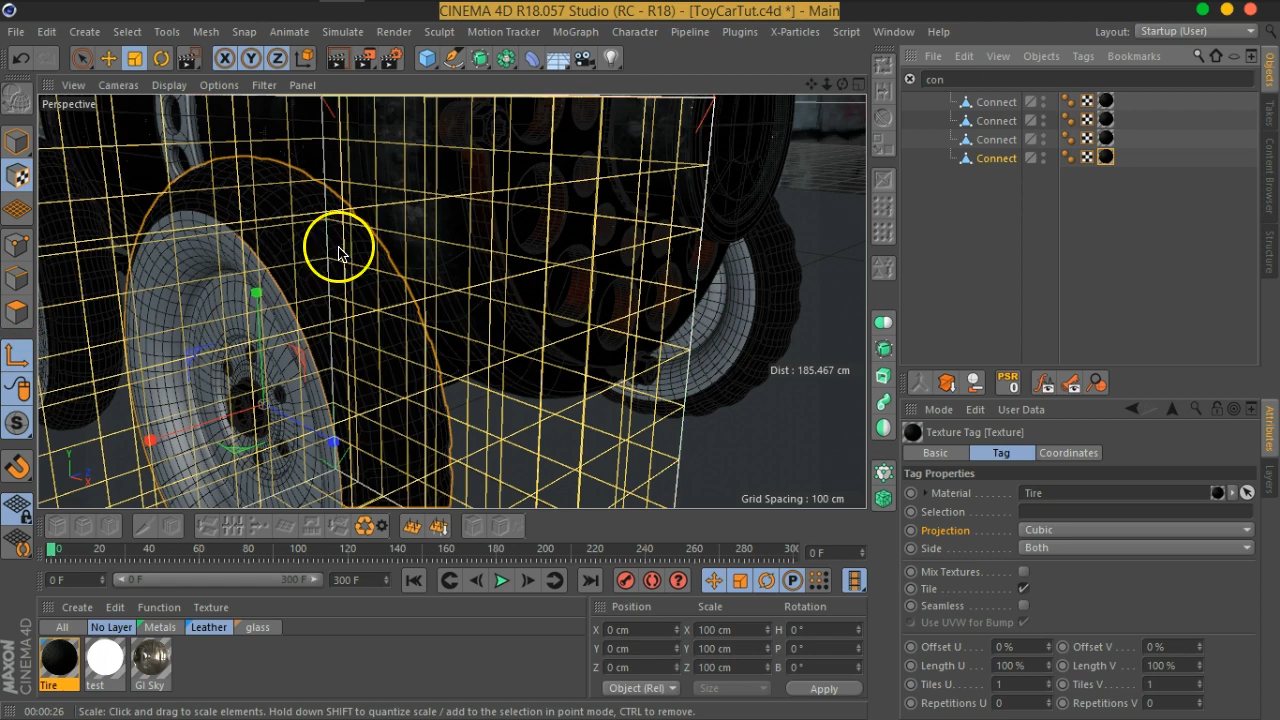 CINEMA 4D R18.057 Studio (RC - R18) - [ToyCarTut.c4d *] - Main
File Edit Create Select Tools Mesh Snap Animate Simulate Render Sculpt Motion Tracker MoGraph Character Pipeline Plugins X-Particles Script Window Help Layout: Startup (User)
X Y Z
File Edit View Objects Tags Bookmarks
View Cameras Display Options Filter Panel
con
Perspective
Connect
Connect
Connect
Connect
Objects
Takes
Content Browser
Structure
Dist : 185.467 cm
PSR
0
Mode Edit User Data
Texture Tag [Texture]
Basic Tag Coordinates
Tag Properties
Material Tire
Selection
Projection Cubic
Side Both
Mix Textures
Tile
Seamless
Use UVW for Bump
Offset U 0 % Offset V 0 %
Length U 100 % Length V 100 %
Tiles U 1 Tiles V 1
Repetitions U 0 Repetitions V 0
Attributes
Layers
Y Z X
Grid Spacing : 100 cm
0 20 40 60 80 100 120 140 160 180 200 220 240 260 280 30 0 F
0 F 0 F 300 F 300 F
P
Create Edit Function Texture
All No Layer Metals Leather glass
Tire test GI Sky
Position Scale Rotation
X 0 cm X 100 cm H 0 °
Y 0 cm Y 100 cm P 0 °
Z 0 cm Z 100 cm B 0 °
Object (Rel) Size Apply
MAXON
CINEMA 4D
00:00:26 Scale: Click and drag to scale elements. Hold down SHIFT to quantize scale / add to the selection in point mode, CTRL to remove.